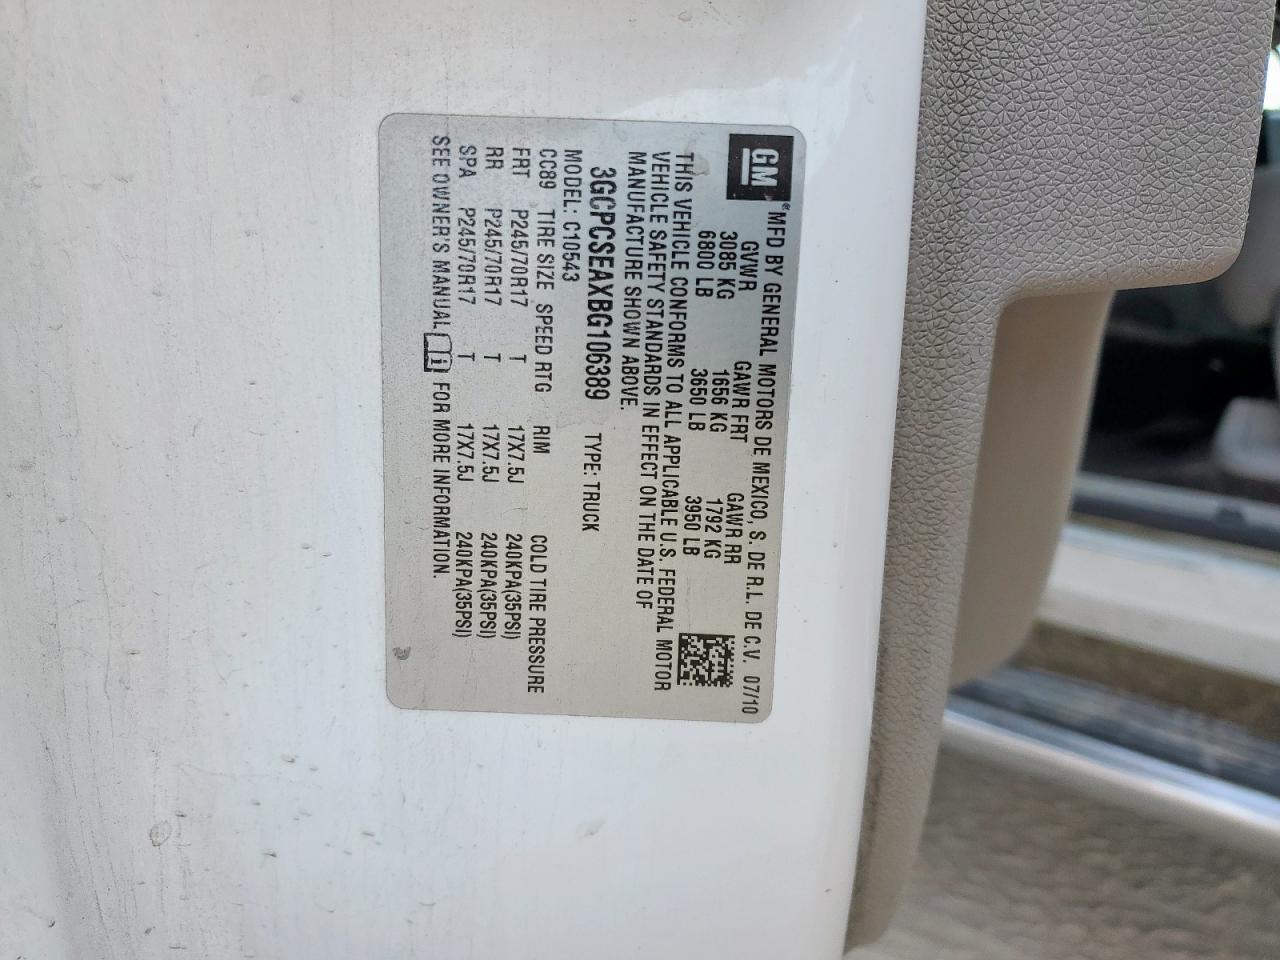 GM
® MFD BY GENERAL MOTORS DE MEXICO, S. DE R.L. DE C.V. 07/10
GVWR GAWR FRT GAWR RR
3085 KG 1656 KG 1792 KG
6800 LB 3650 LB 3950 LB
THIS VEHICLE CONFORMS TO ALL APPLICABLE U.S. FEDERAL MOTOR
VEHICLE SAFETY STANDARDS IN EFFECT ON THE DATE OF
MANUFACTURE SHOWN ABOVE.
3GCPCSEAXBG106389 TYPE: TRUCK
MODEL: C10543
CC89 TIRE SIZE SPEED RTG RIM COLD TIRE PRESSURE
FRT P245/70R17 T 17X7.5J 240KPA(35PSI)
RR P245/70R17 T 17X7.5J 240KPA(35PSI)
SPA P245/70R17 T 17X7.5J 240KPA(35PSI)
SEE OWNER'S MANUAL i FOR MORE INFORMATION.